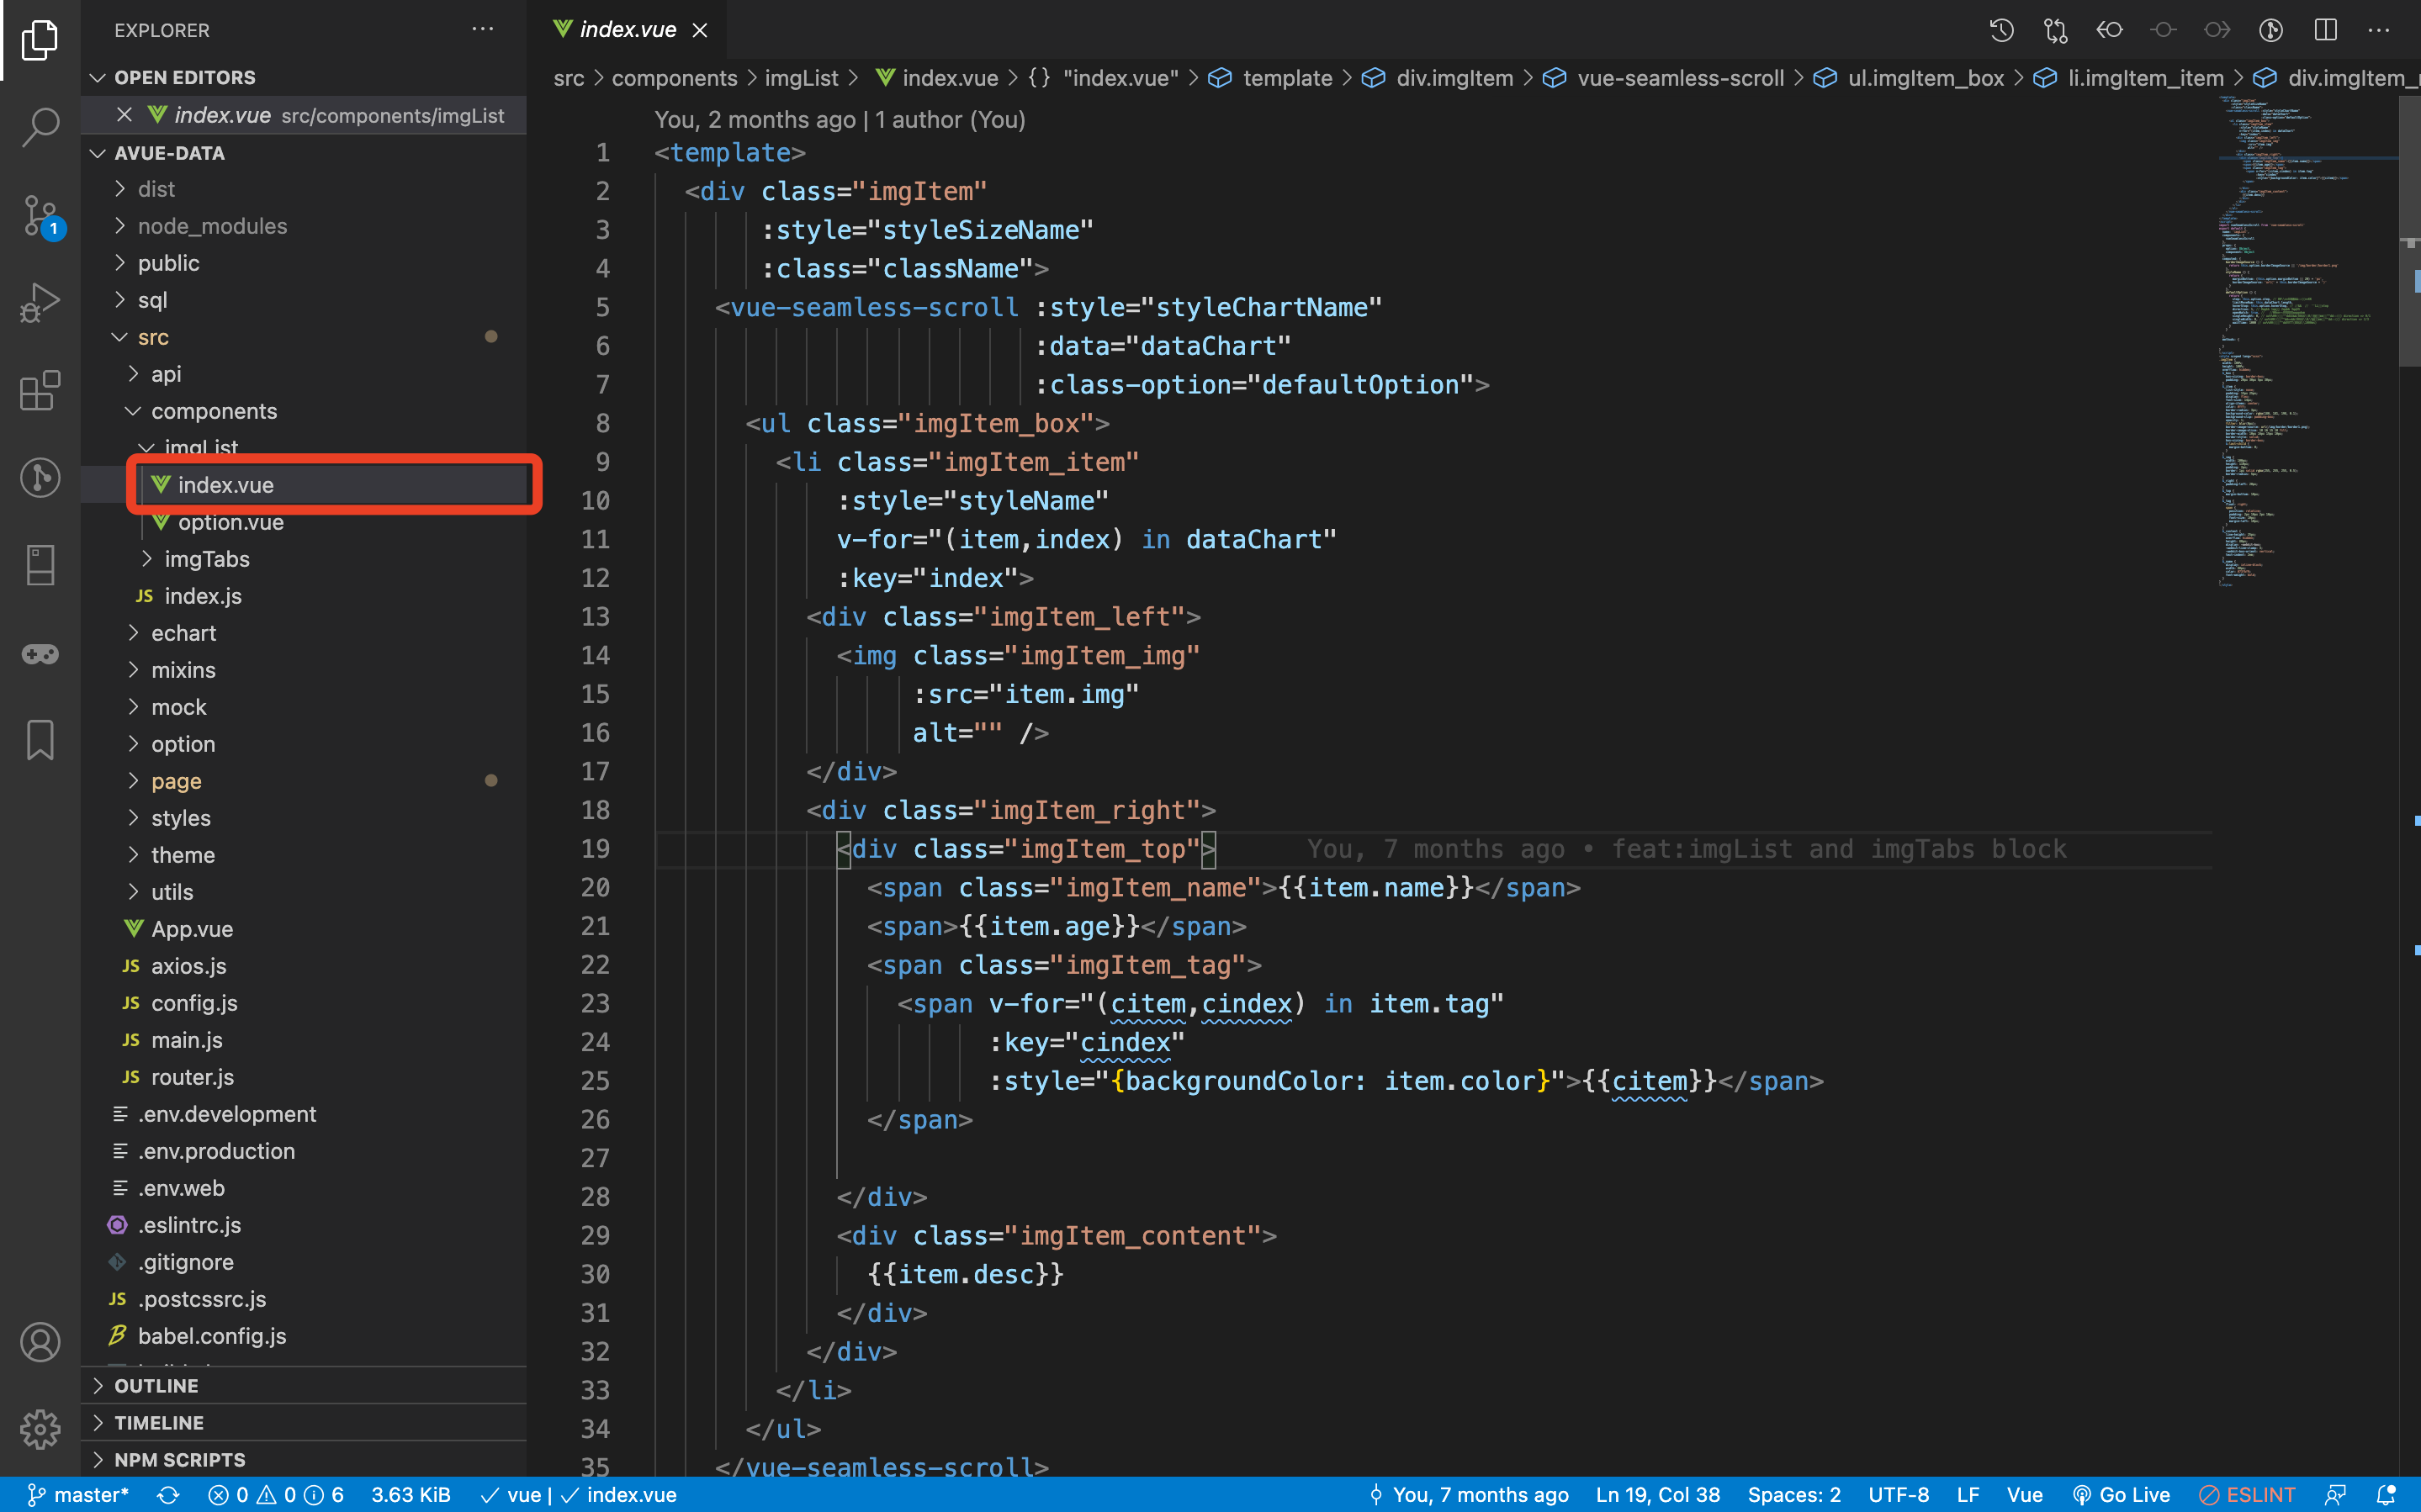 EXPLORER
OPEN EDITORS
index.vue src/components/imgList
AVUE-DATA
dist
node_modules
public
sql
src
api
components
imgList
index.vue
option.vue
imgTabs
JS index.js
echart
mixins
mock
option
page
styles
theme
utils
App.vue
JS axios.js
JS config.js
JS main.js
JS router.js
.env.development
.env.production
.env.web
.eslintrc.js
.gitignore
JS .postcssrc.js
babel.config.js
OUTLINE
TIMELINE
NPM SCRIPTS
1
index.vue
src > components > imgList > index.vue > {} "index.vue" > template > div.imgItem > vue-seamless-scroll > ul.imgItem_box > li.imgItem_item > div.imgItem_
You, 2 months ago | 1 author (You)
1 <template>
2 <div class="imgItem"
3 :style="styleSizeName"
4 :class="className">
5 <vue-seamless-scroll :style="styleChartName"
6 :data="dataChart"
7 :class-option="defaultOption">
8 <ul class="imgItem_box">
9 <li class="imgItem_item"
10 :style="styleName"
11 v-for="(item,index) in dataChart"
12 :key="index">
13 <div class="imgItem_left">
14 <img class="imgItem_img"
15 :src="item.img"
16 alt="" />
17 </div>
18 <div class="imgItem_right">
19 <div class="imgItem_top"> You, 7 months ago • feat:imgList and imgTabs block
20 <span class="imgItem_name">{{item.name}}</span>
21 <span>{{item.age}}</span>
22 <span class="imgItem_tag">
23 <span v-for="(citem,cindex) in item.tag"
24 :key="cindex"
25 :style="{backgroundColor: item.color}">{{citem}}</span>
26 </span>
27
28 </div>
29 <div class="imgItem_content">
30 {{item.desc}}
31 </div>
32 </div>
33 </li>
34 </ul>
35 </vue-seamless-scroll>
master* 0 0 6 3.63 KiB vue | index.vue You, 7 months ago Ln 19, Col 38 Spaces: 2 UTF-8 LF Vue Go Live ESLINT